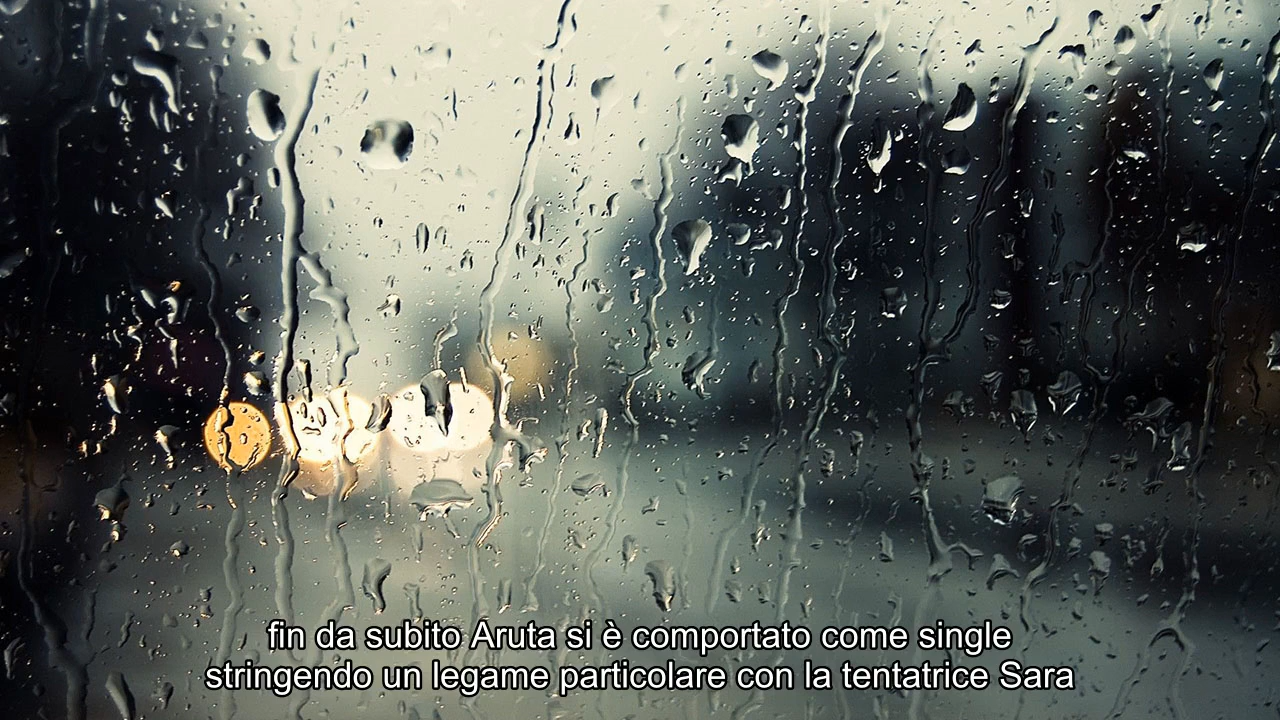 fin da subito Aruta si è comportato come single
stringendo un legame particolare con la tentatrice Sara